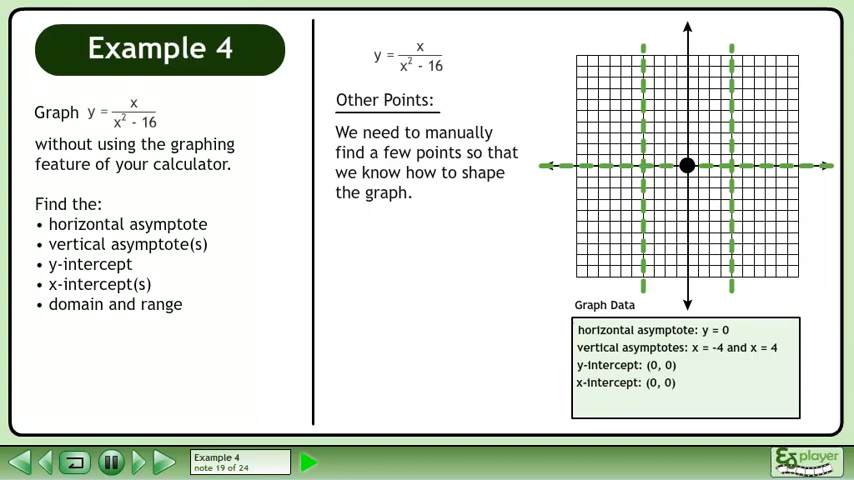 Example 4
Graph y = x / (x² - 16)
without using the graphing
feature of your calculator.
Find the:
• horizontal asymptote
• vertical asymptote(s)
• y-intercept
• x-intercept(s)
• domain and range
y = x / (x² - 16)
Other Points:
We need to manually
find a few points so that
we know how to shape
the graph.
Graph Data
horizontal asymptote: y = 0
vertical asymptotes: x = -4 and x = 4
y-intercept: (0, 0)
x-intercept: (0, 0)
Example 4
note 19 of 24
player